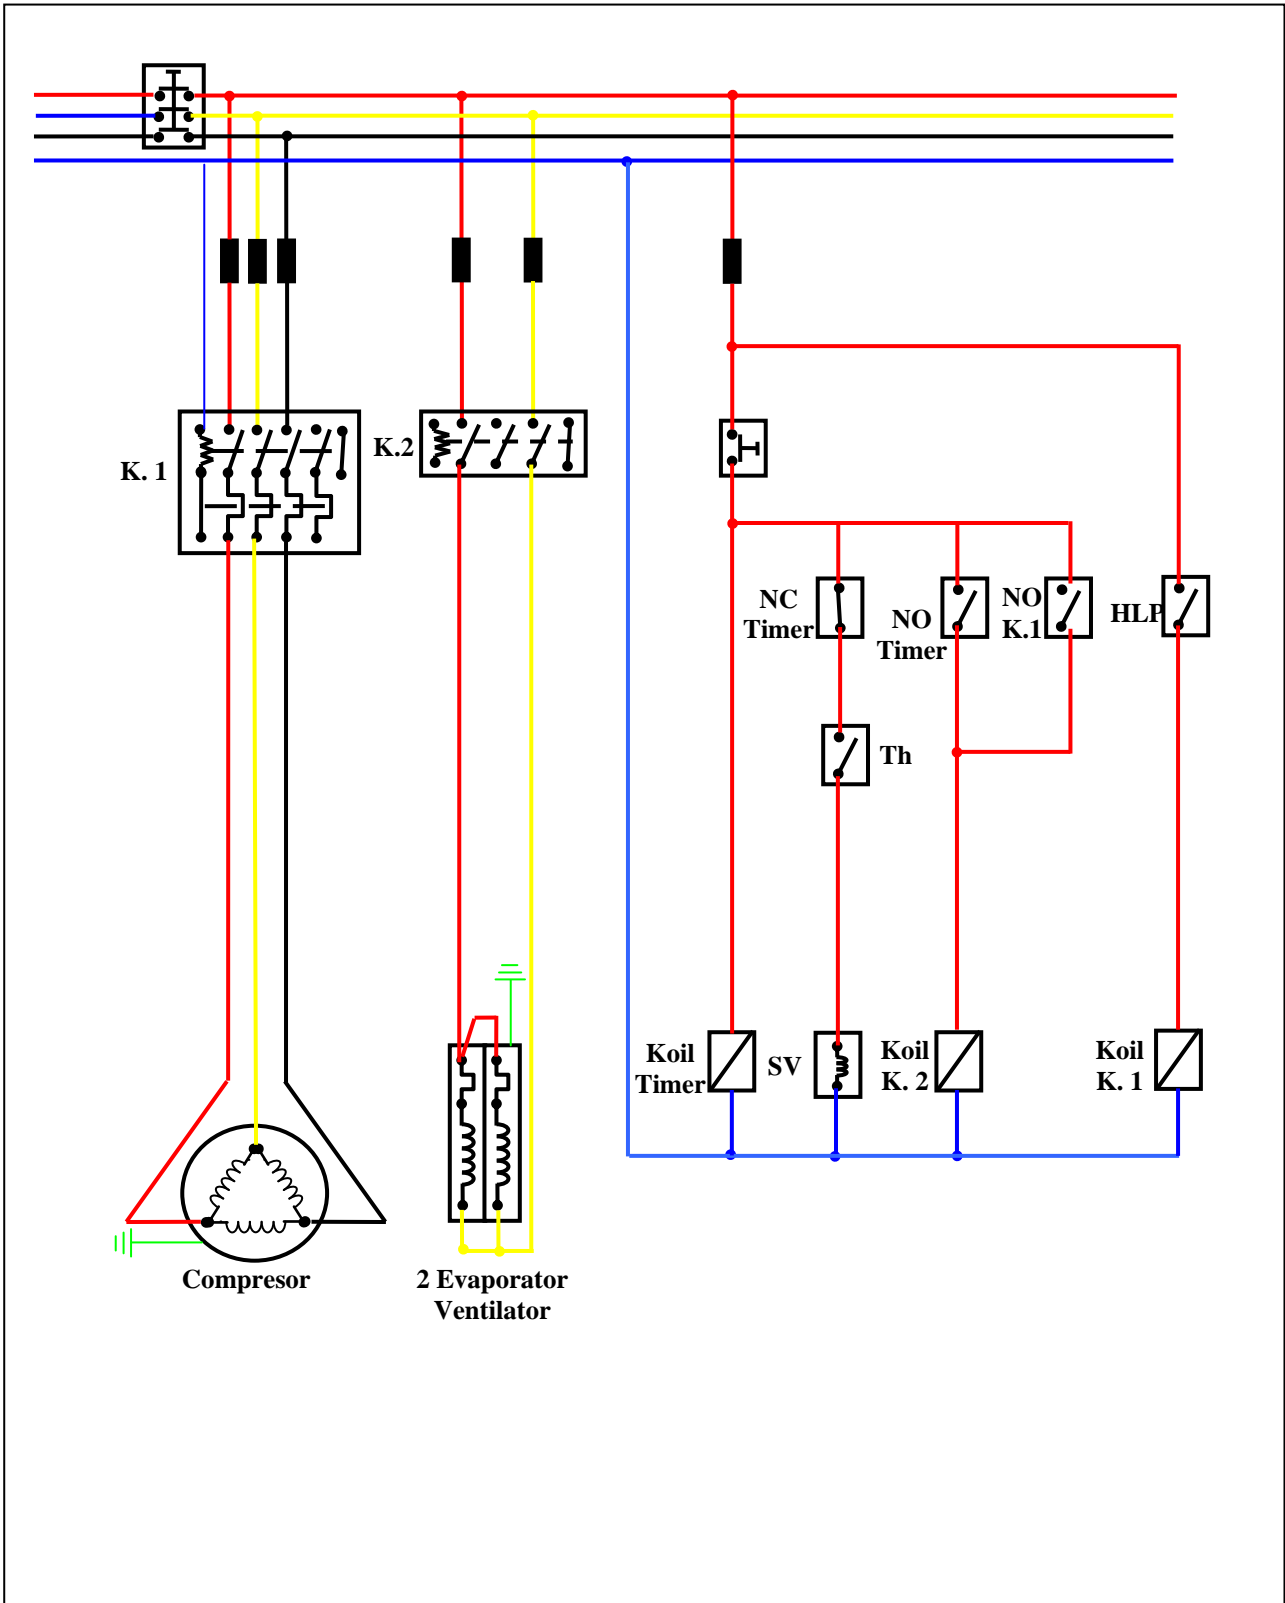 K. 1
K.2
NC
Timer
NO
Timer
NO
K.1
HLP
Th
Koil
Timer
SV
Koil
K. 2
Koil
K. 1
Compresor
2 Evaporator
Ventilator